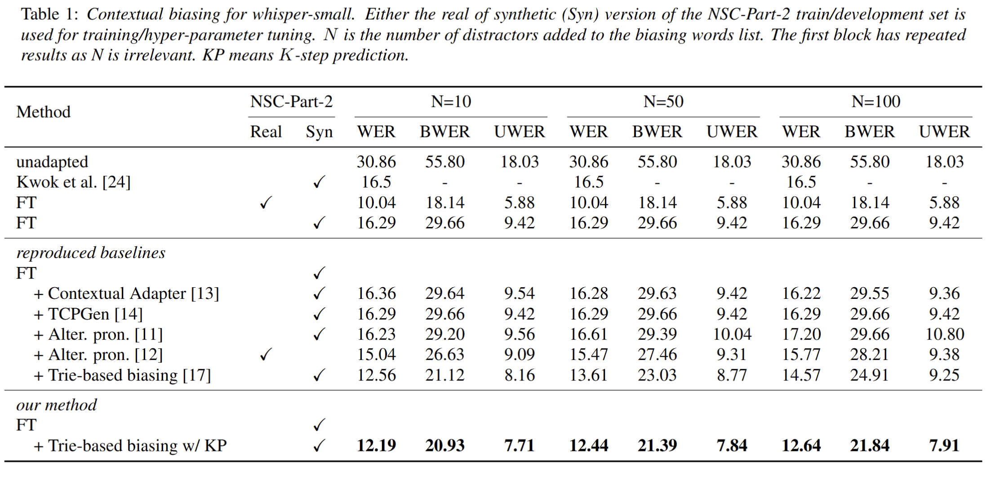 Table 1: Contextual biasing for whisper-small. Either the real of synthetic (Syn) version of the NSC-Part-2 train/development set is
used for training/hyper-parameter tuning. N is the number of distractors added to the biasing words list. The first block has repeated
results as N is irrelevant. KP means K-step prediction.
Method NSC-Part-2 N=10 N=50 N=100
Real Syn WER BWER UWER WER BWER UWER WER BWER UWER
unadapted 30.86 55.80 18.03 30.86 55.80 18.03 30.86 55.80 18.03
Kwok et al. [24] ✓ 16.5 - - 16.5 - - 16.5 - -
FT ✓ 10.04 18.14 5.88 10.04 18.14 5.88 10.04 18.14 5.88
FT ✓ 16.29 29.66 9.42 16.29 29.66 9.42 16.29 29.66 9.42
reproduced baselines
FT ✓
+ Contextual Adapter [13] ✓ 16.36 29.64 9.54 16.28 29.63 9.42 16.22 29.55 9.36
+ TCPGen [14] ✓ 16.29 29.66 9.42 16.29 29.66 9.42 16.29 29.66 9.42
+ Alter. pron. [11] ✓ 16.23 29.20 9.56 16.61 29.39 10.04 17.20 29.66 10.80
+ Alter. pron. [12] ✓ 15.04 26.63 9.09 15.47 27.46 9.31 15.77 28.21 9.38
+ Trie-based biasing [17] ✓ 12.56 21.12 8.16 13.61 23.03 8.77 14.57 24.91 9.25
our method
FT ✓
+ Trie-based biasing w/ KP ✓ 12.19 20.93 7.71 12.44 21.39 7.84 12.64 21.84 7.91